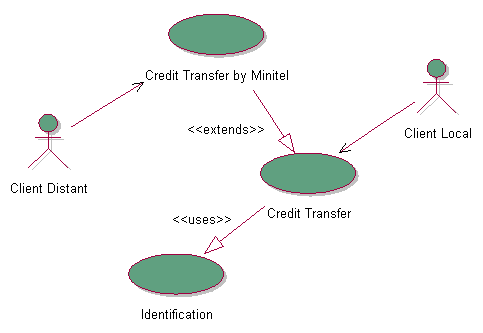 Credit Transfer by Minitel
<<extends>>
Client Local
Client Distant
Credit Transfer
<<uses>>
Identification